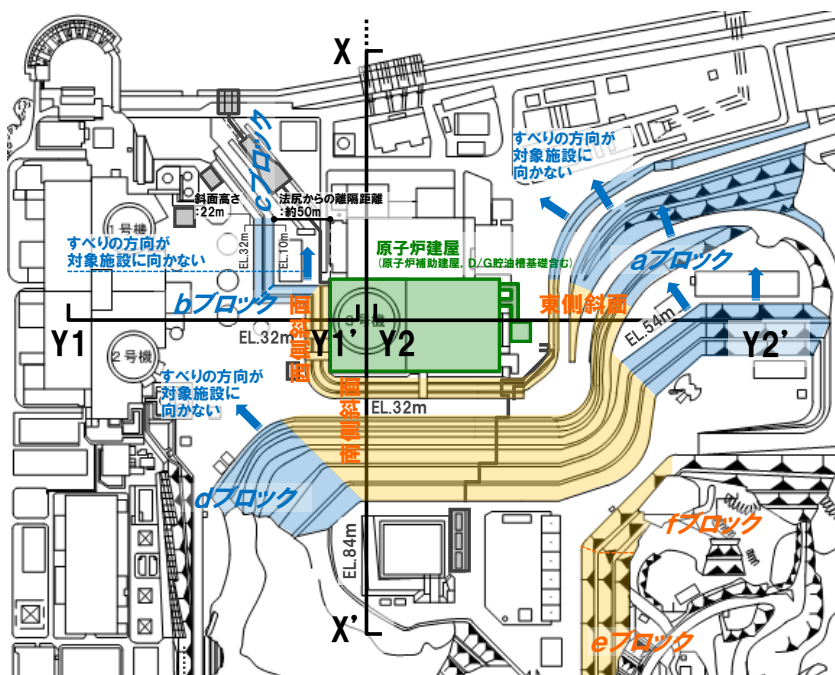 X
すべりの方向が
対象施設に
向かない
cブロック
斜面高さ
:22m
法尻からの離隔距離
:約50m
1号機
EL.32m
EL.10m
すべりの方向が
対象施設に向かない
原子炉建屋
(原子炉補助建屋、D/G貯油槽基礎含む)
aブロック
bブロック
西側斜面
東側斜面
3号機
Y1
EL.32m
Y1'
Y2
EL.54m
Y2'
2号機
すべりの方向が
対象施設に
向かない
EL.32m
南側斜面
dブロック
EL.84m
fブロック
eブロック
X'